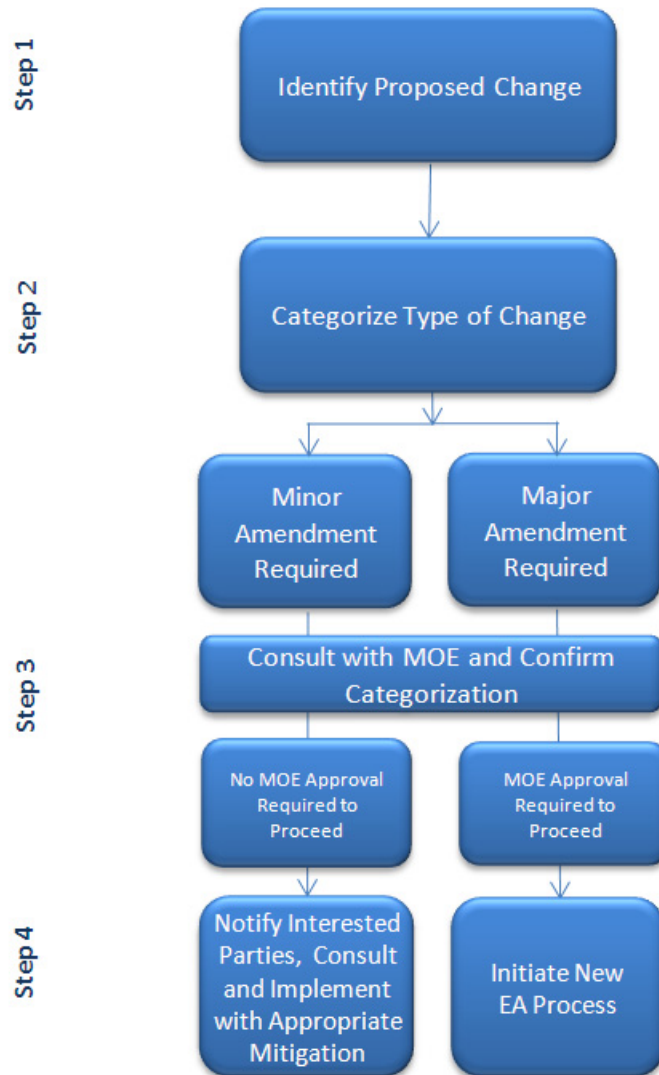 Step 1
Identify Proposed Change
Step 2
Categorize Type of Change
Minor
Amendment
Required
Major
Amendment
Required
Step 3
Consult with MOE and Confirm
Categorization
No MOE Approval
Required to
Proceed
MOE Approval
Required to
Proceed
Step 4
Notify Interested
Parties, Consult
and Implement
with Appropriate
Mitigation
Initiate New
EA Process